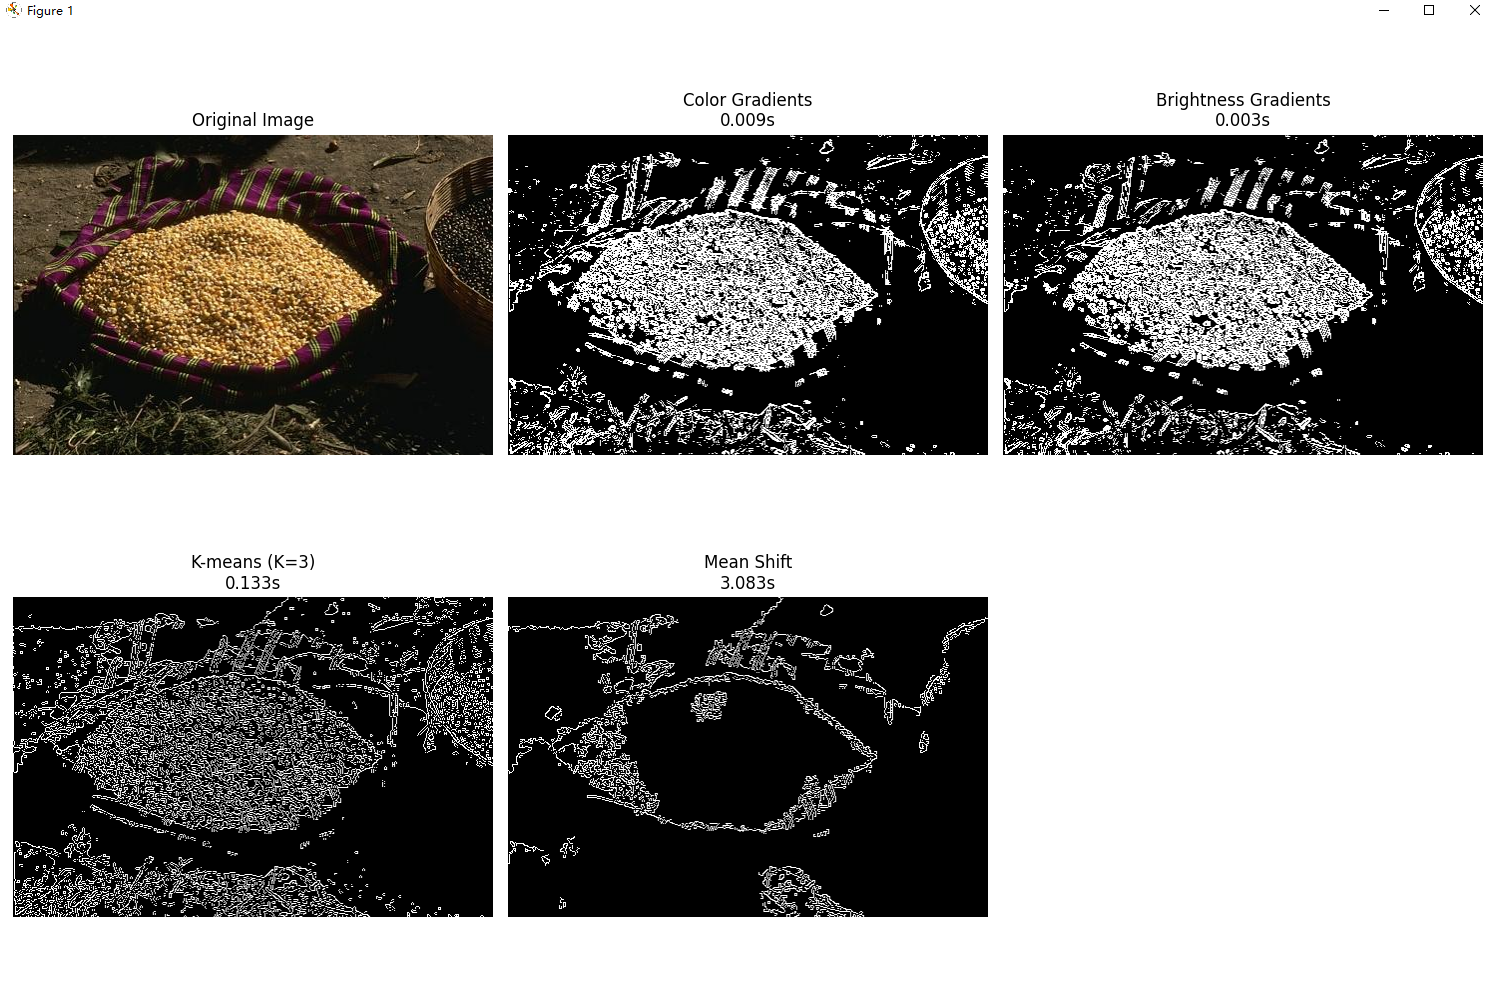 Figure 1
Original Image
Color Gradients
0.009s
Brightness Gradients
0.003s
K-means (K=3)
0.133s
Mean Shift
3.083s